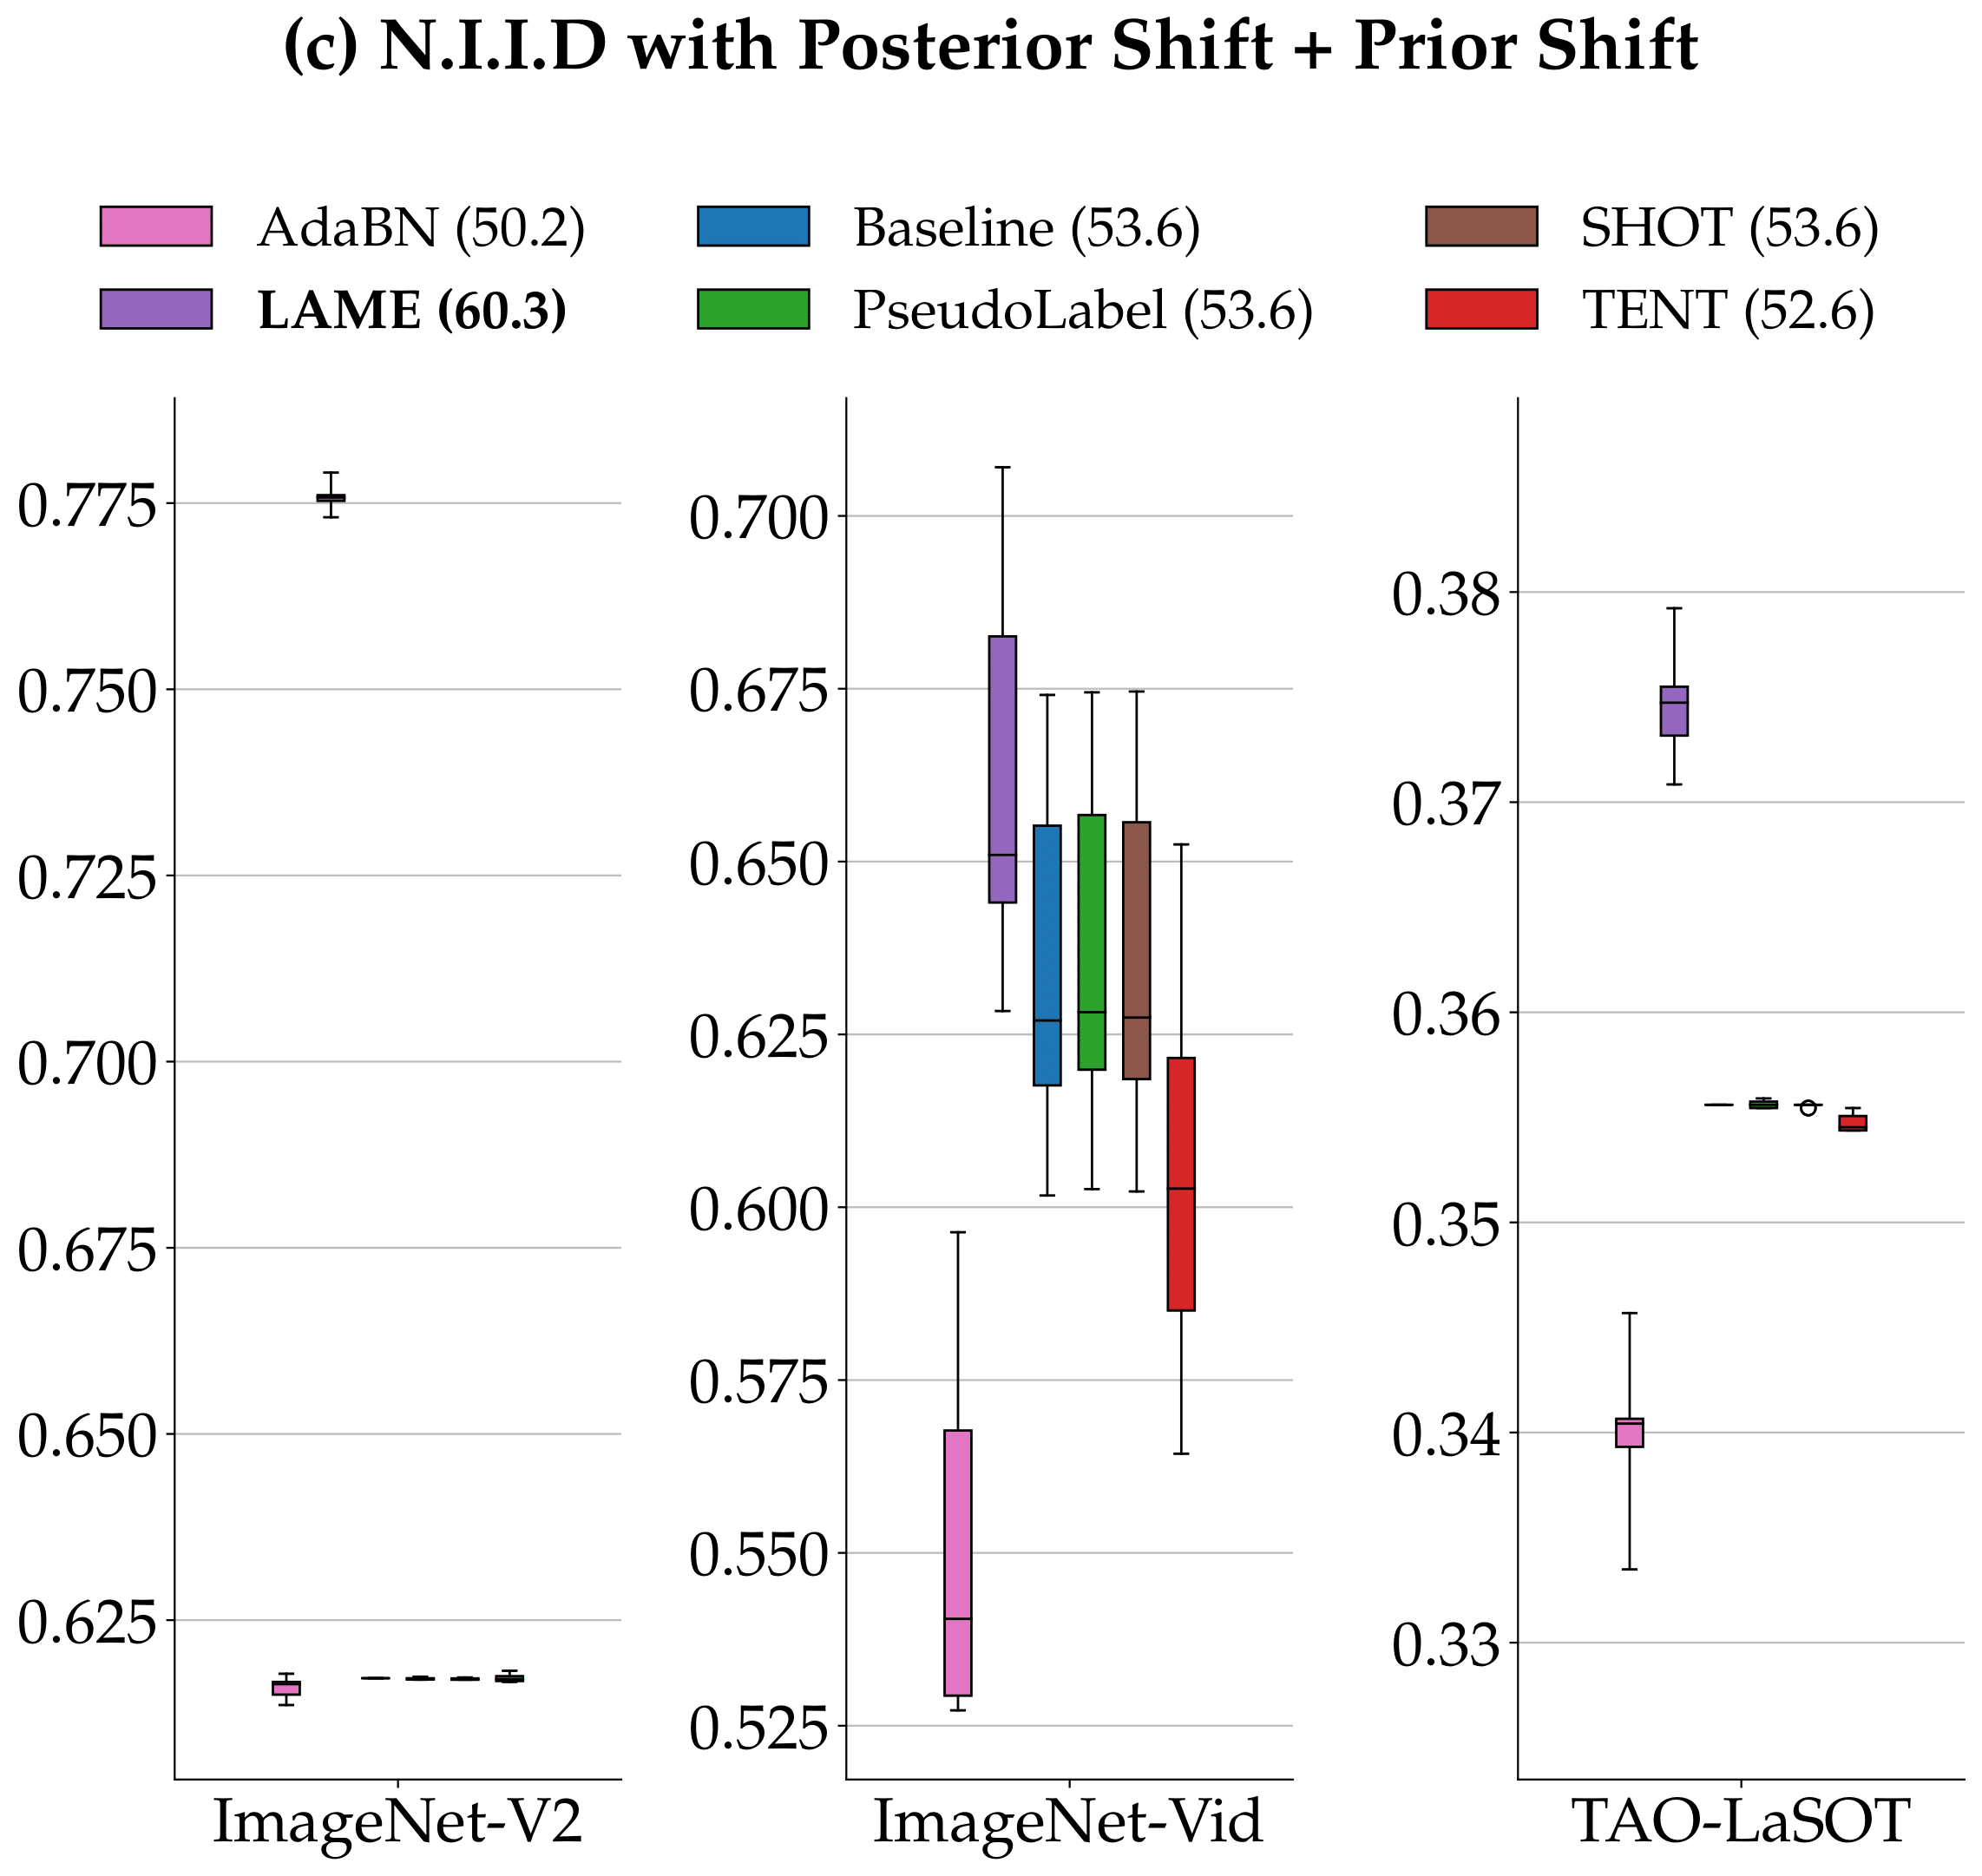 (c) N.I.I.D with Posterior Shift + Prior Shift
AdaBN (50.2)
Baseline (53.6)
SHOT (53.6)
LAME (60.3)
PseudoLabel (53.6)
TENT (52.6)
0.775
0.750
0.725
0.700
0.675
0.650
0.625
ImageNet-V2
0.700
0.675
0.650
0.625
0.600
0.575
0.550
0.525
ImageNet-Vid
0.38
0.37
0.36
0.35
0.34
0.33
TAO-LaSOT